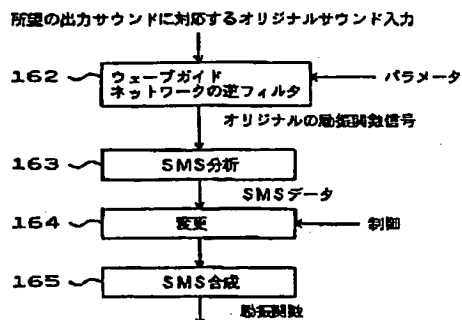 所望の出力サウンドに対応するオリジナルサウンド入力
162
ウェーブガイド
ネットワークの逆フィルタ
パラメータ
オリジナルの励振関数信号
163
SMS分析
SMSデータ
164
変更
制御
165
SMS合成
励振関数